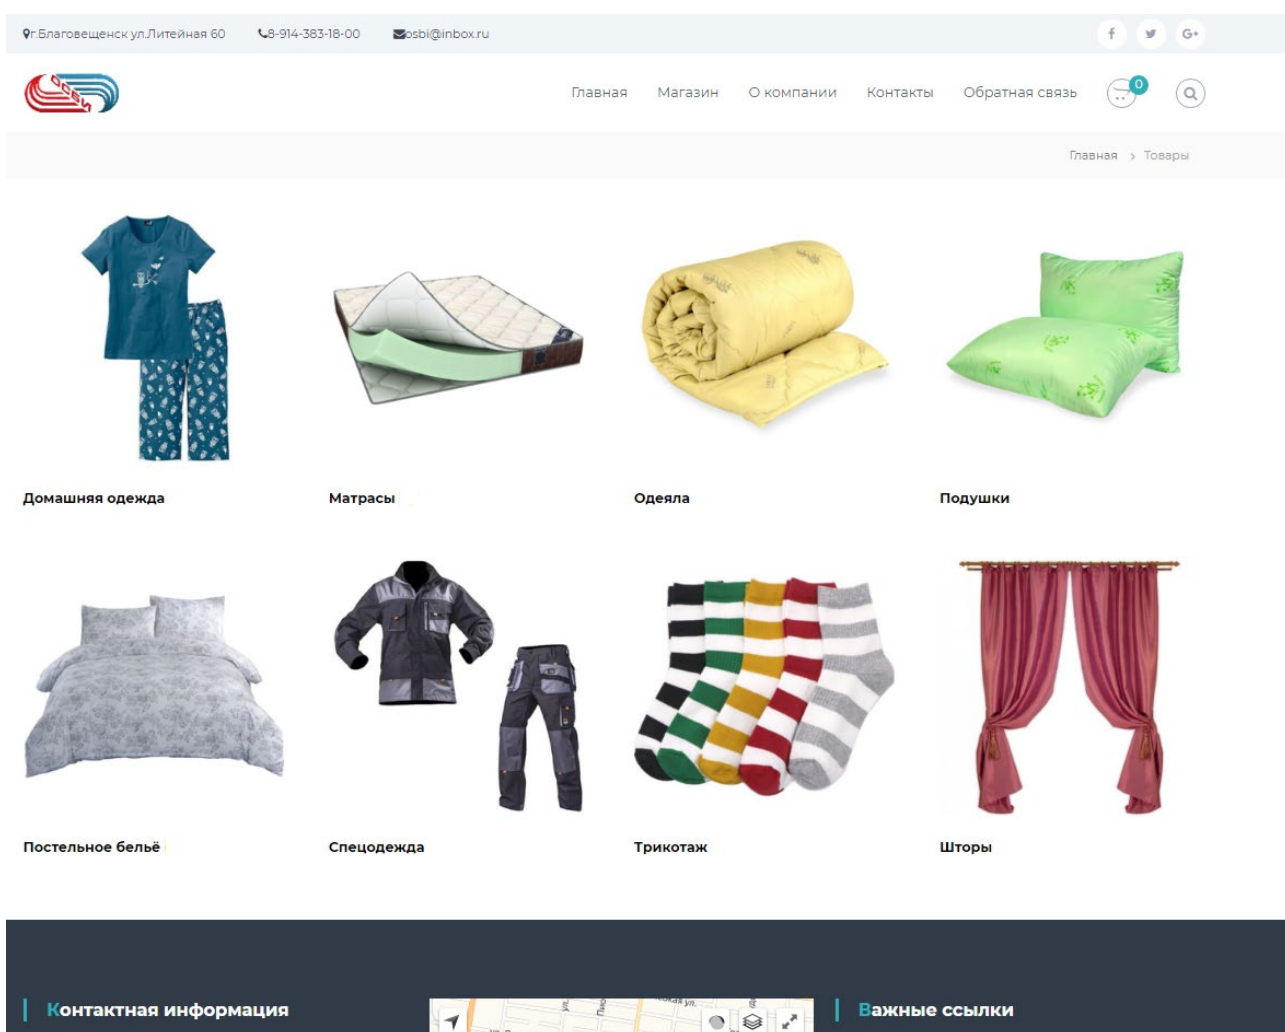 г.Благовещенск ул.Литейная 60 8-914-383-18-00 osbi@inbox.ru
ОСБИ
Главная Магазин О компании Контакты Обратная связь 0
Главная > Товары
Домашняя одежда Матрасы Одеяла Подушки
Постельное бельё Спецодежда Трикотаж Шторы
Контактная информация Важные ссылки